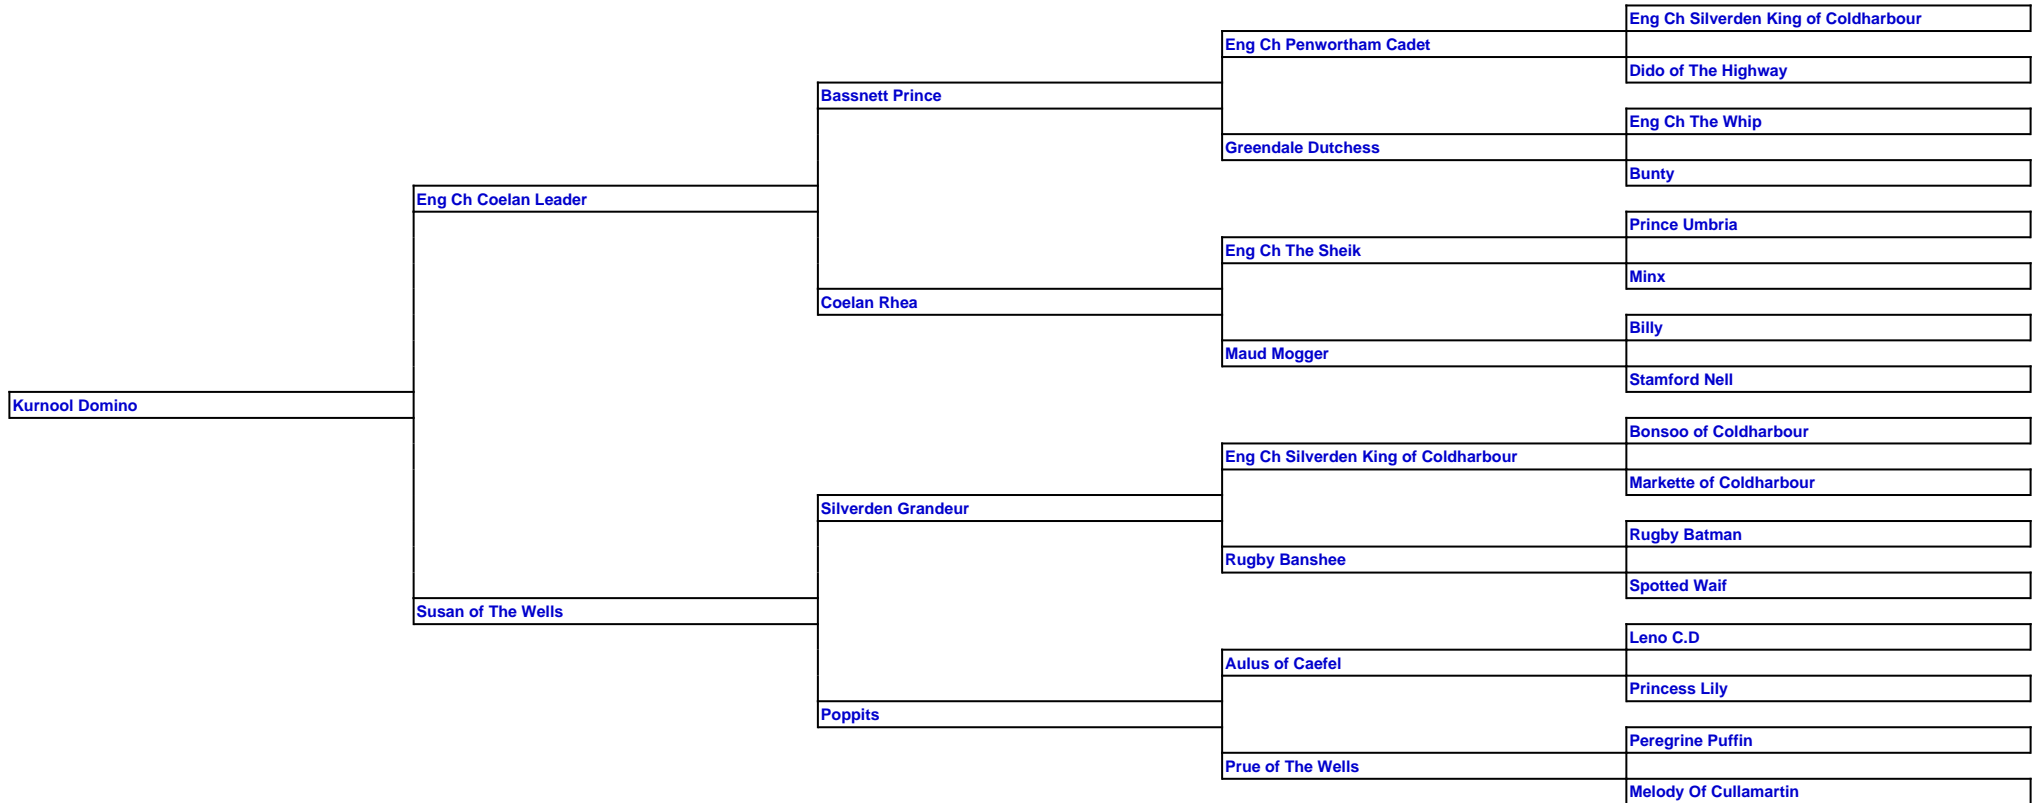 Eng Ch Silverden King of Coldharbour
Eng Ch Penwortham Cadet
Dido of The Highway
Bassnett Prince
Eng Ch The Whip
Greendale Dutchess
Bunty
Eng Ch Coelan Leader
Prince Umbria
Eng Ch The Sheik
Minx
Coelan Rhea
Billy
Maud Mogger
Stamford Nell
Kurnool Domino
Bonsoo of Coldharbour
Eng Ch Silverden King of Coldharbour
Markette of Coldharbour
Silverden Grandeur
Rugby Batman
Rugby Banshee
Spotted Waif
Susan of The Wells
Leno C.D
Aulus of Caefel
Princess Lily
Poppits
Peregrine Puffin
Prue of The Wells
Melody Of Cullamartin